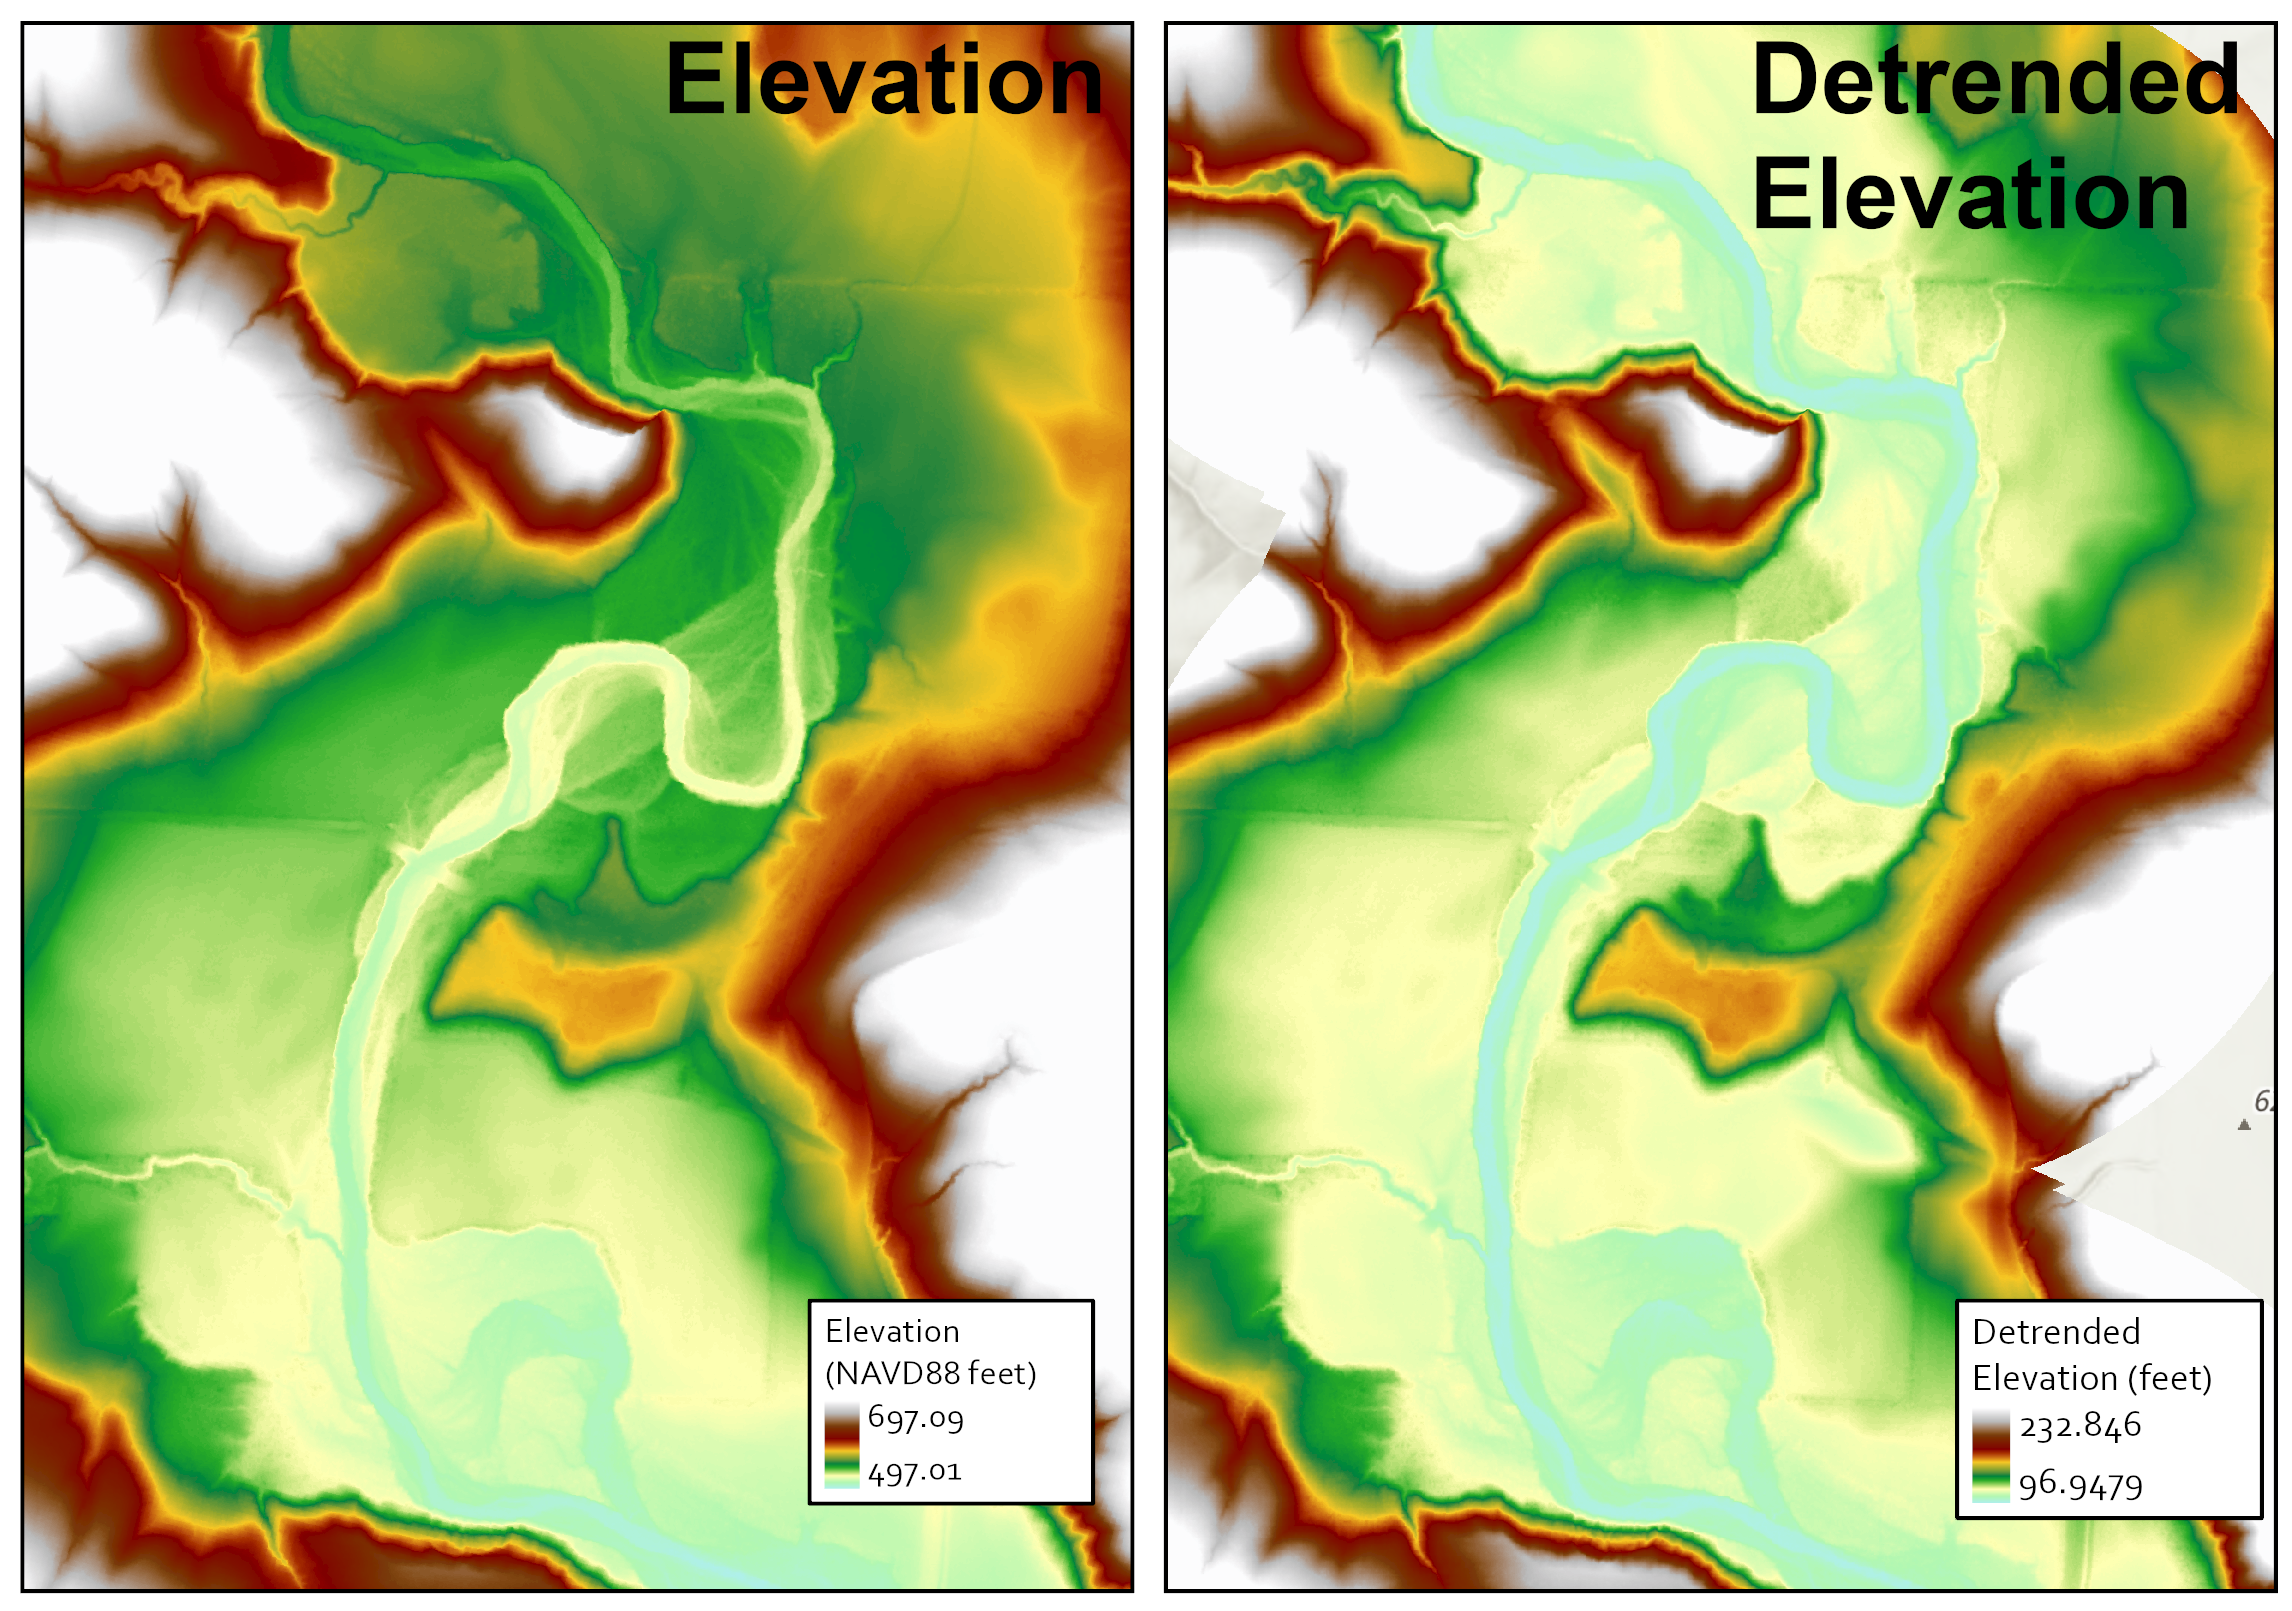 Elevation
Detrended
Elevation
Elevation
(NAVD88 feet)
697.09
497.01
Detrended
Elevation (feet)
232.846
96.9479